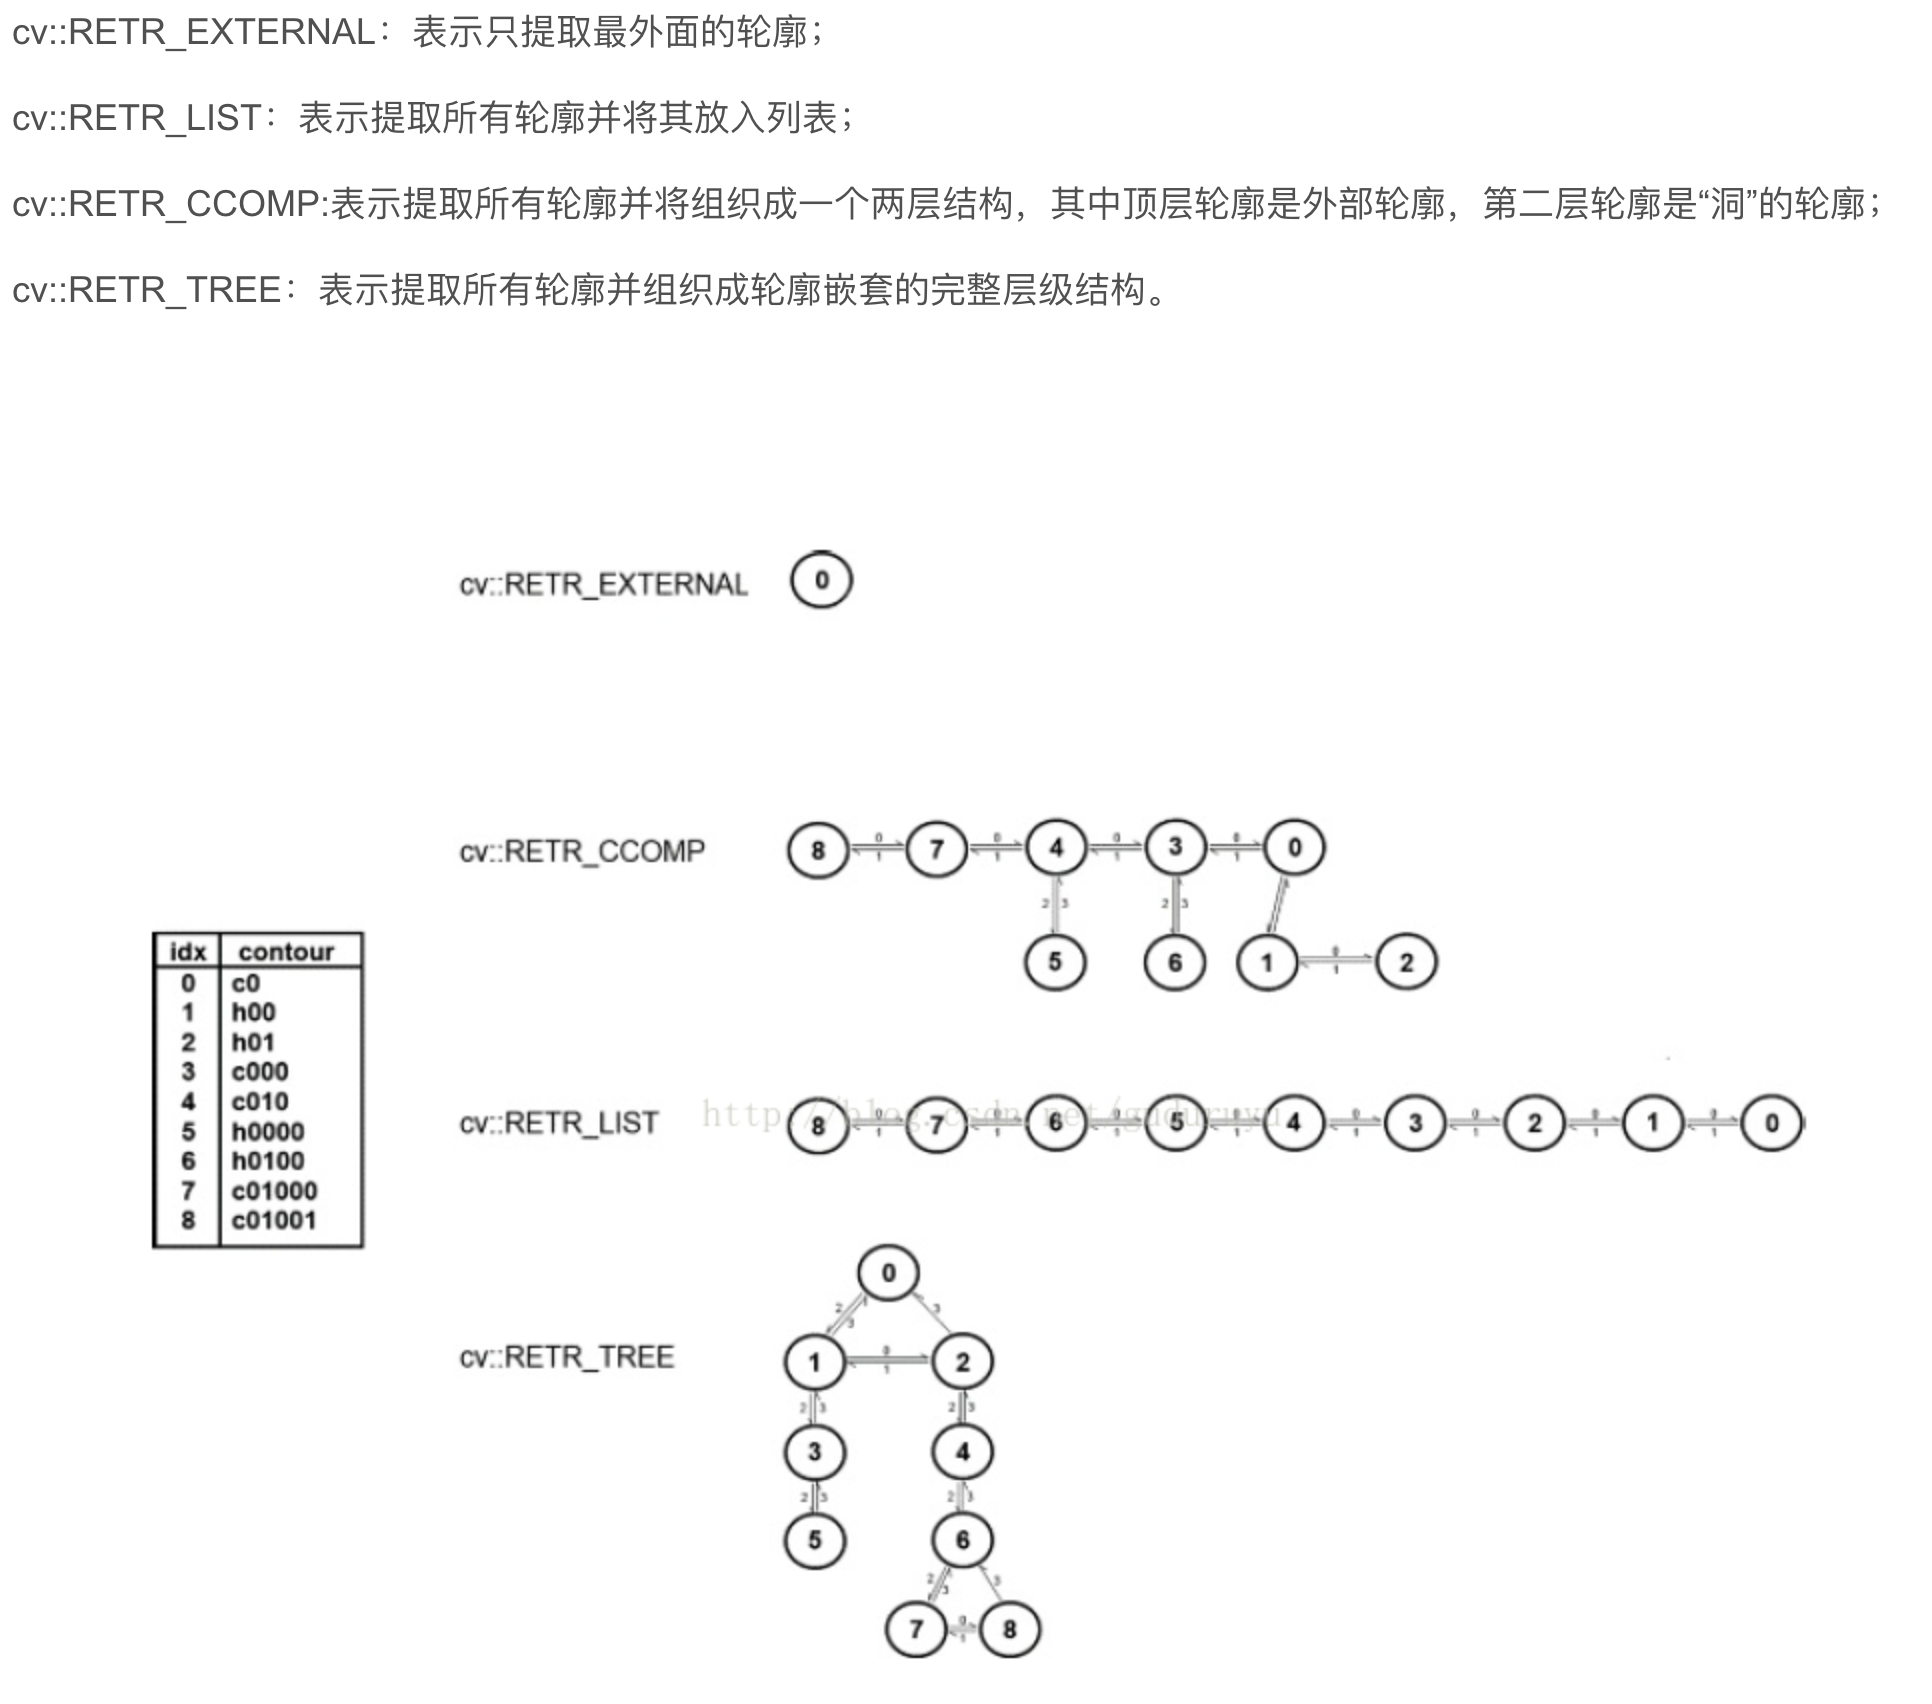 cv::RETR_EXTERNAL：表示只提取最外面的轮廓；
cv::RETR_LIST：表示提取所有轮廓并将其放入列表；
cv::RETR_CCOMP:表示提取所有轮廓并将组织成一个两层结构，其中顶层轮廓是外部轮廓，第二层轮廓是“洞”的轮廓；
cv::RETR_TREE：表示提取所有轮廓并组织成轮廓嵌套的完整层级结构。
cv::RETR_EXTERNAL 0
cv::RETR_CCOMP 8 0 1 7 0 1 4 0 1 3 0 1 0
2 3 2 3
5 6 1 0 1 2
idx contour
0 c0
1 h00
2 h01
3 c000
4 c010
5 h0000
6 h0100
7 c01000
8 c01001
cv::RETR_LIST 8 0 1 7 0 1 6 0 1 5 0 1 4 0 1 3 0 1 2 0 1 1 0 1 0
http://blog.csdn.net/guduruyu
cv::RETR_TREE
0
2 3 3
1 0 1 2
2 3 2 3
3 4
2 3 2 3
5 6
2 3 3
7 0 1 8